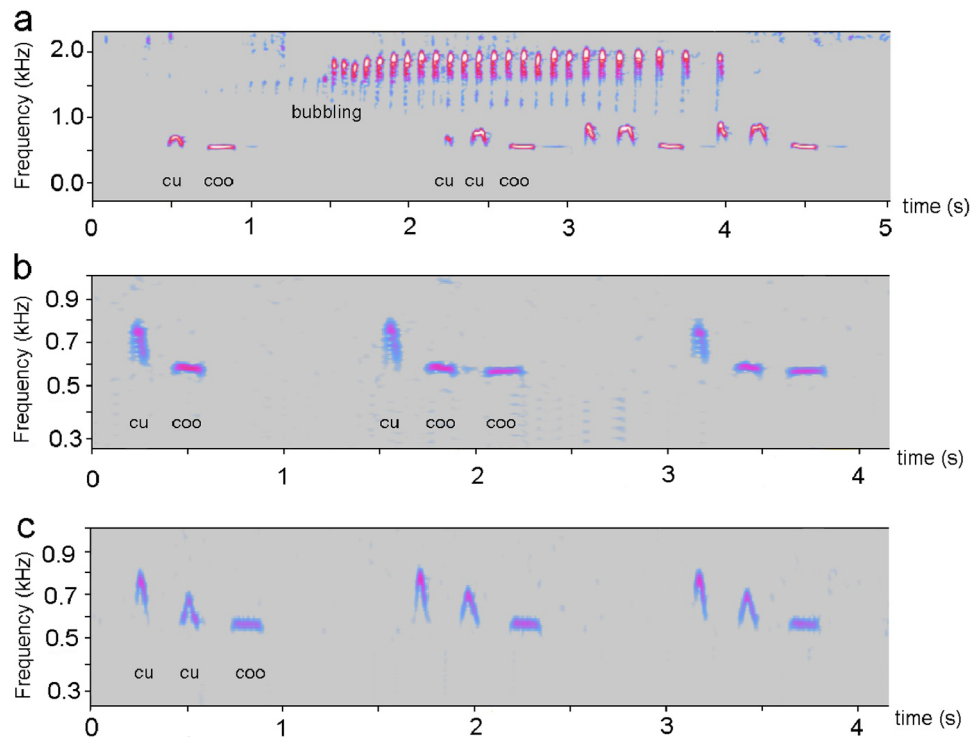 a
Frequency (kHz)
2.0
1.0
0.0
bubbling
cu coo cu cu coo
0 1 2 3 4 5 time (s)
b
Frequency (kHz)
0.9
0.7
0.5
0.3
cu coo cu coo coo
0 1 2 3 4 time (s)
c
Frequency (kHz)
0.9
0.7
0.5
0.3
cu cu coo
0 1 2 3 4 time (s)